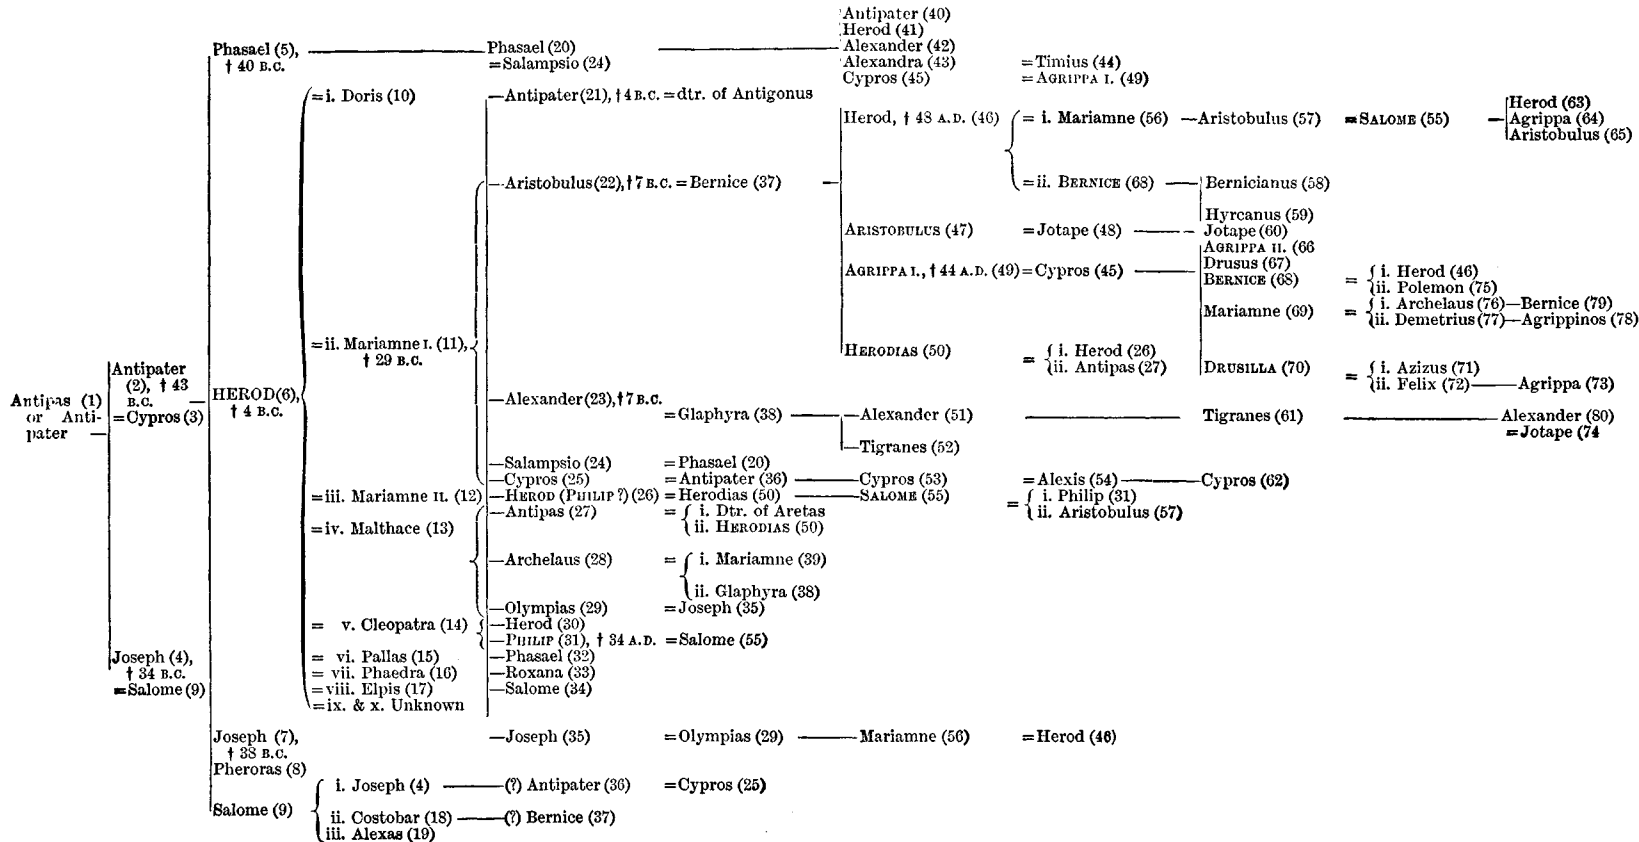 Antipater (40)
Herod (41)
Phasael (5), Phasael (20) Alexander (42)
† 40 B.C. =Salampsio (24) Alexandra (43) =Timius (44)
Cypros (45) =AGRIPPA I. (49)
=i. Doris (10) —Antipater (21), † 4 B.C. =dtr. of Antigonus
Herod (63)
Herod, † 48 A.D. (46) = i. Mariamne (56) —Aristobulus (57) =SALOME (55) Agrippa (64)
Aristobulus (65)
—Aristobulus (22), † 7 B.C. =Bernice (37) — =ii. BERNICE (68) — Bernicianus (58)
Hyrcanus (59)
ARISTOBULUS (47) =Jotape (48) — Jotape (60)
AGRIPPA II. (66
AGRIPPA I., † 44 A.D. (49) =Cypros (45) — Drusus (67)
BERNICE (68) = i. Herod (46)
ii. Polemon (75)
Mariamne (69) = i. Archelaus (76)—Bernice (79)
ii. Demetrius (77)—Agrippinos (78)
=ii. Mariamne I. (11), HERODIAS (50) = i. Herod (26)
† 29 B.C. ii. Antipas (27) DRUSILLA (70) = i. Azizus (71)
ii. Felix (72)—Agrippa (73)
Antipater
(2), † 43
Antipas (1) B.C. — HEROD (6), —Alexander (23), † 7 B.C.
or Anti- =Cypros (3) † 4 B.C. =Glaphyra (38) —Alexander (51) — Tigranes (61) — Alexander (80)
pater — =Jotape (74
—Tigranes (52)
—Salampsio (24) =Phasael (20)
—Cypros (25) =Antipater (36) — Cypros (53) =Alexis (54) — Cypros (62)
=iii. Mariamne II. (12) —HEROD (PHILIP ?) (26) =Herodias (50) — SALOME (55) = i. Philip (31)
ii. Aristobulus (57)
=iv. Malthace (13) —Antipas (27) = i. Dtr. of Aretas
ii. HERODIAS (50)
—Archelaus (28) = i. Mariamne (39)
ii. Glaphyra (38)
—Olympias (29) =Joseph (35)
= v. Cleopatra (14) —Herod (30)
—PHILIP (31), † 34 A.D. =Salome (55)
Joseph (4), = vi. Pallas (15) —Phasael (32)
† 34 B.C. = vii. Phaedra (16) —Roxana (33)
=Salome (9) =viii. Elpis (17) —Salome (34)
=ix. & x. Unknown
Joseph (7), —Joseph (35) =Olympias (29) — Mariamne (56) =Herod (46)
† 38 B.C.
Pheroras (8)
i. Joseph (4) —(?) Antipater (36) =Cypros (25)
Salome (9)
ii. Costobar (18) —(?) Bernice (37)
iii. Alexas (19)